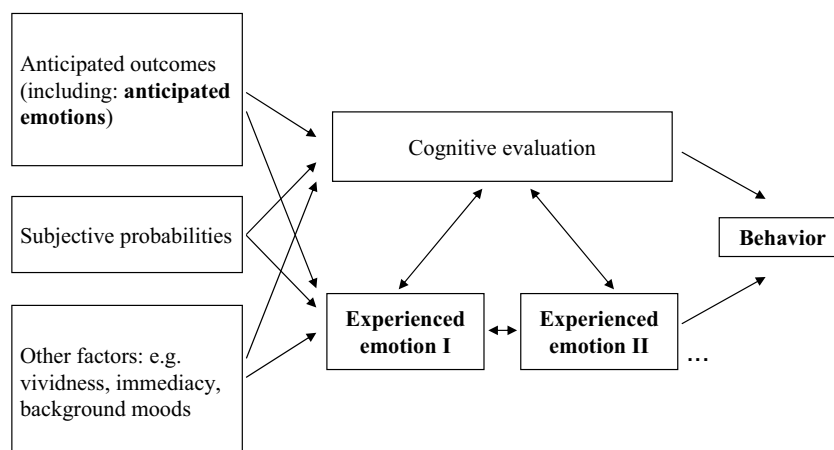 Anticipated outcomes
(including: anticipated
emotions)
Subjective probabilities
Other factors: e.g.
vividness, immediacy,
background moods
Cognitive evaluation
Experienced
emotion I
Experienced
emotion II
...
Behavior